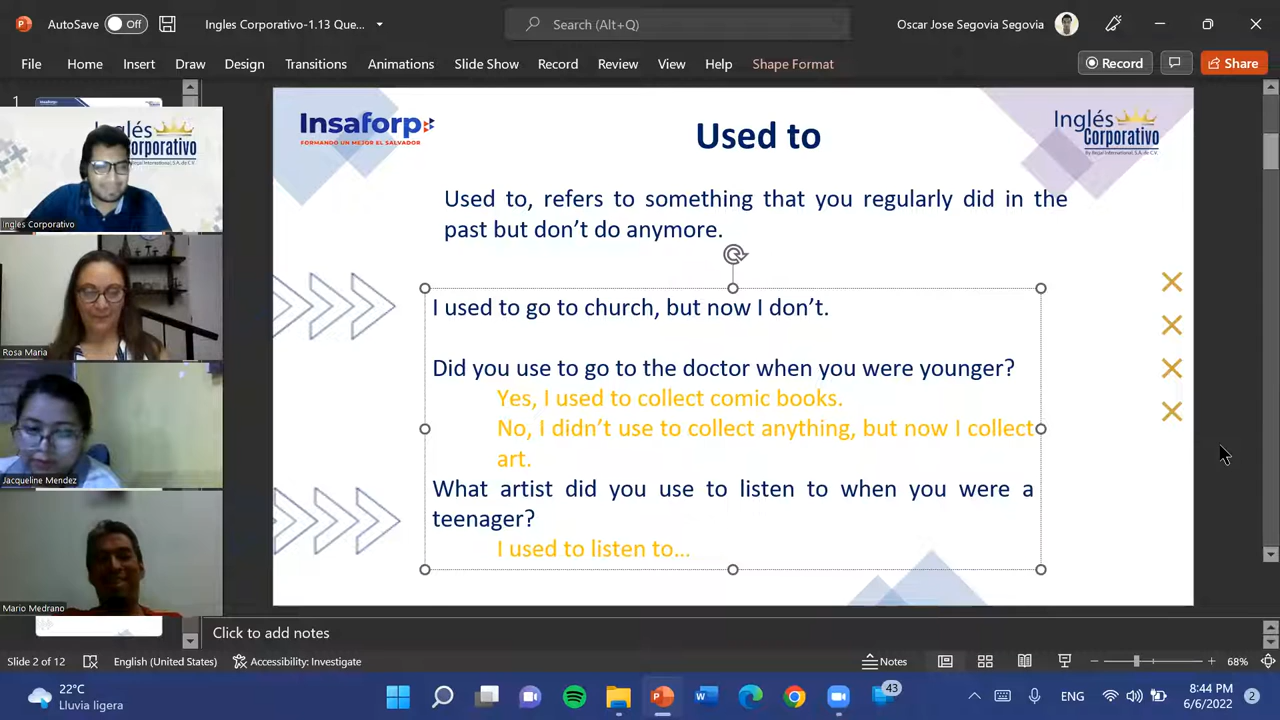 AutoSave Off Ingles Corporativo-1.13 Que... Search (Alt+Q) Oscar Jose Segovia Segovia
File Home Insert Draw Design Transitions Animations Slide Show Record Review View Help Shape Format Record Share
1
Inglés
Corporativo
Inglés Corporativo
Rosa Maria
Jacqueline Mendez
Mario Medrano
Insaforp
FORMANDO UN MEJOR EL SALVADOR
Used to
Inglés
Corporativo
Used to, refers to something that you regularly did in the
past but don't do anymore.
I used to go to church, but now I don't.
Did you use to go to the doctor when you were younger?
Yes, I used to collect comic books.
No, I didn't use to collect anything, but now I collect
art.
What artist did you use to listen to when you were a
teenager?
I used to listen to...
Click to add notes
Slide 2 of 12 English (United States) Accessibility: Investigate Notes 68%
22°C
Lluvia ligera
43
ENG
8:44 PM
6/6/2022
2